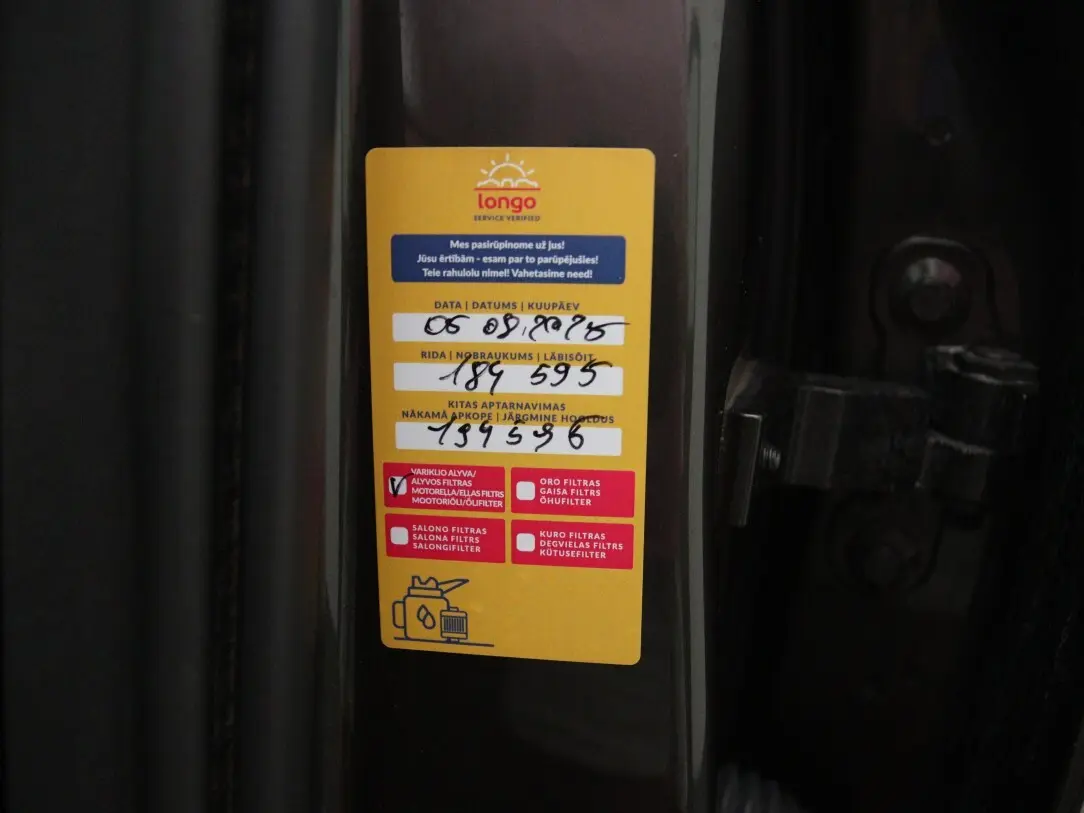 longo
SERVICE VERIFIED
Mes pasirūpinome už jus!
Jūsu ērtībām - esam par to parūpējušies!
Teie rahulolu nimel! Vahetasime need!
DATA | DATUMS | KUUPÄEV
05 09.2025
RIDA | NOBRAUKUMS | LÄBISÕIT
184 595
KITAS APTARNAVIMAS
NĀKAMĀ APKOPE | JÄRGMINE HOOLDUS
194596
VARIKLIO ALYVA/
ALYVOS FILTRAS
MOTOREĻĻA/EĻĻAS FILTRS
MOOTORIÕLI/ÕLIFILTER
ORO FILTRAS
GAISA FILTRS
ÕHUFILTER
SALONO FILTRAS
SALONA FILTRS
SALONGIFILTER
KURO FILTRAS
DEGVIELAS FILTRS
KÜTUSEFILTER